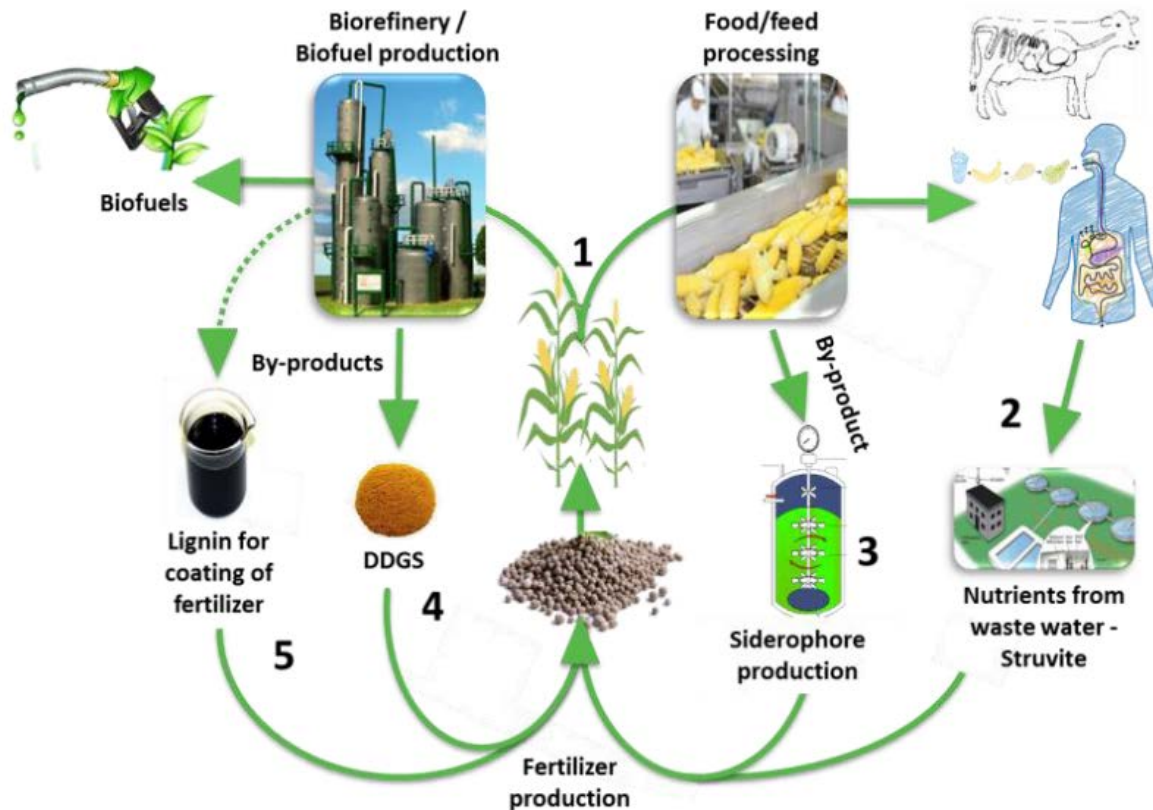 Biorefinery /
Biofuel production
Food/feed
processing
Biofuels
1
By-products
By-product
2
Lignin for
coating of
fertilizer
DDGS
3
Siderophore
production
Nutrients from
waste water -
Struvite
4
5
Fertilizer
production